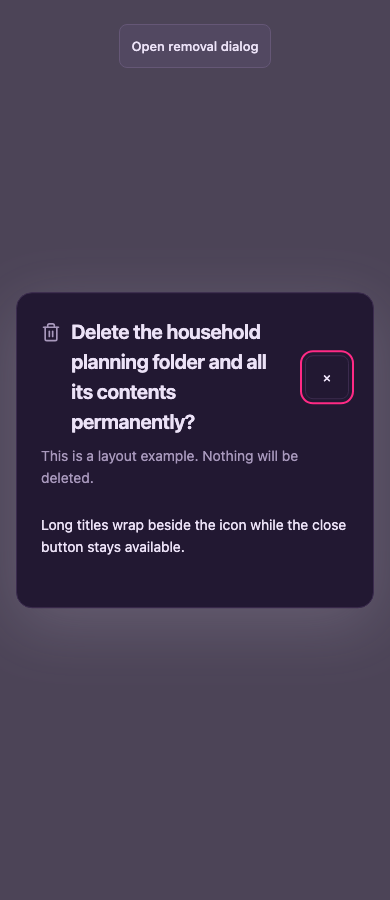 Open removal dialog
Delete the household
planning folder and all
its contents
permanently?
×
This is a layout example. Nothing will be
deleted.
Long titles wrap beside the icon while the close
button stays available.